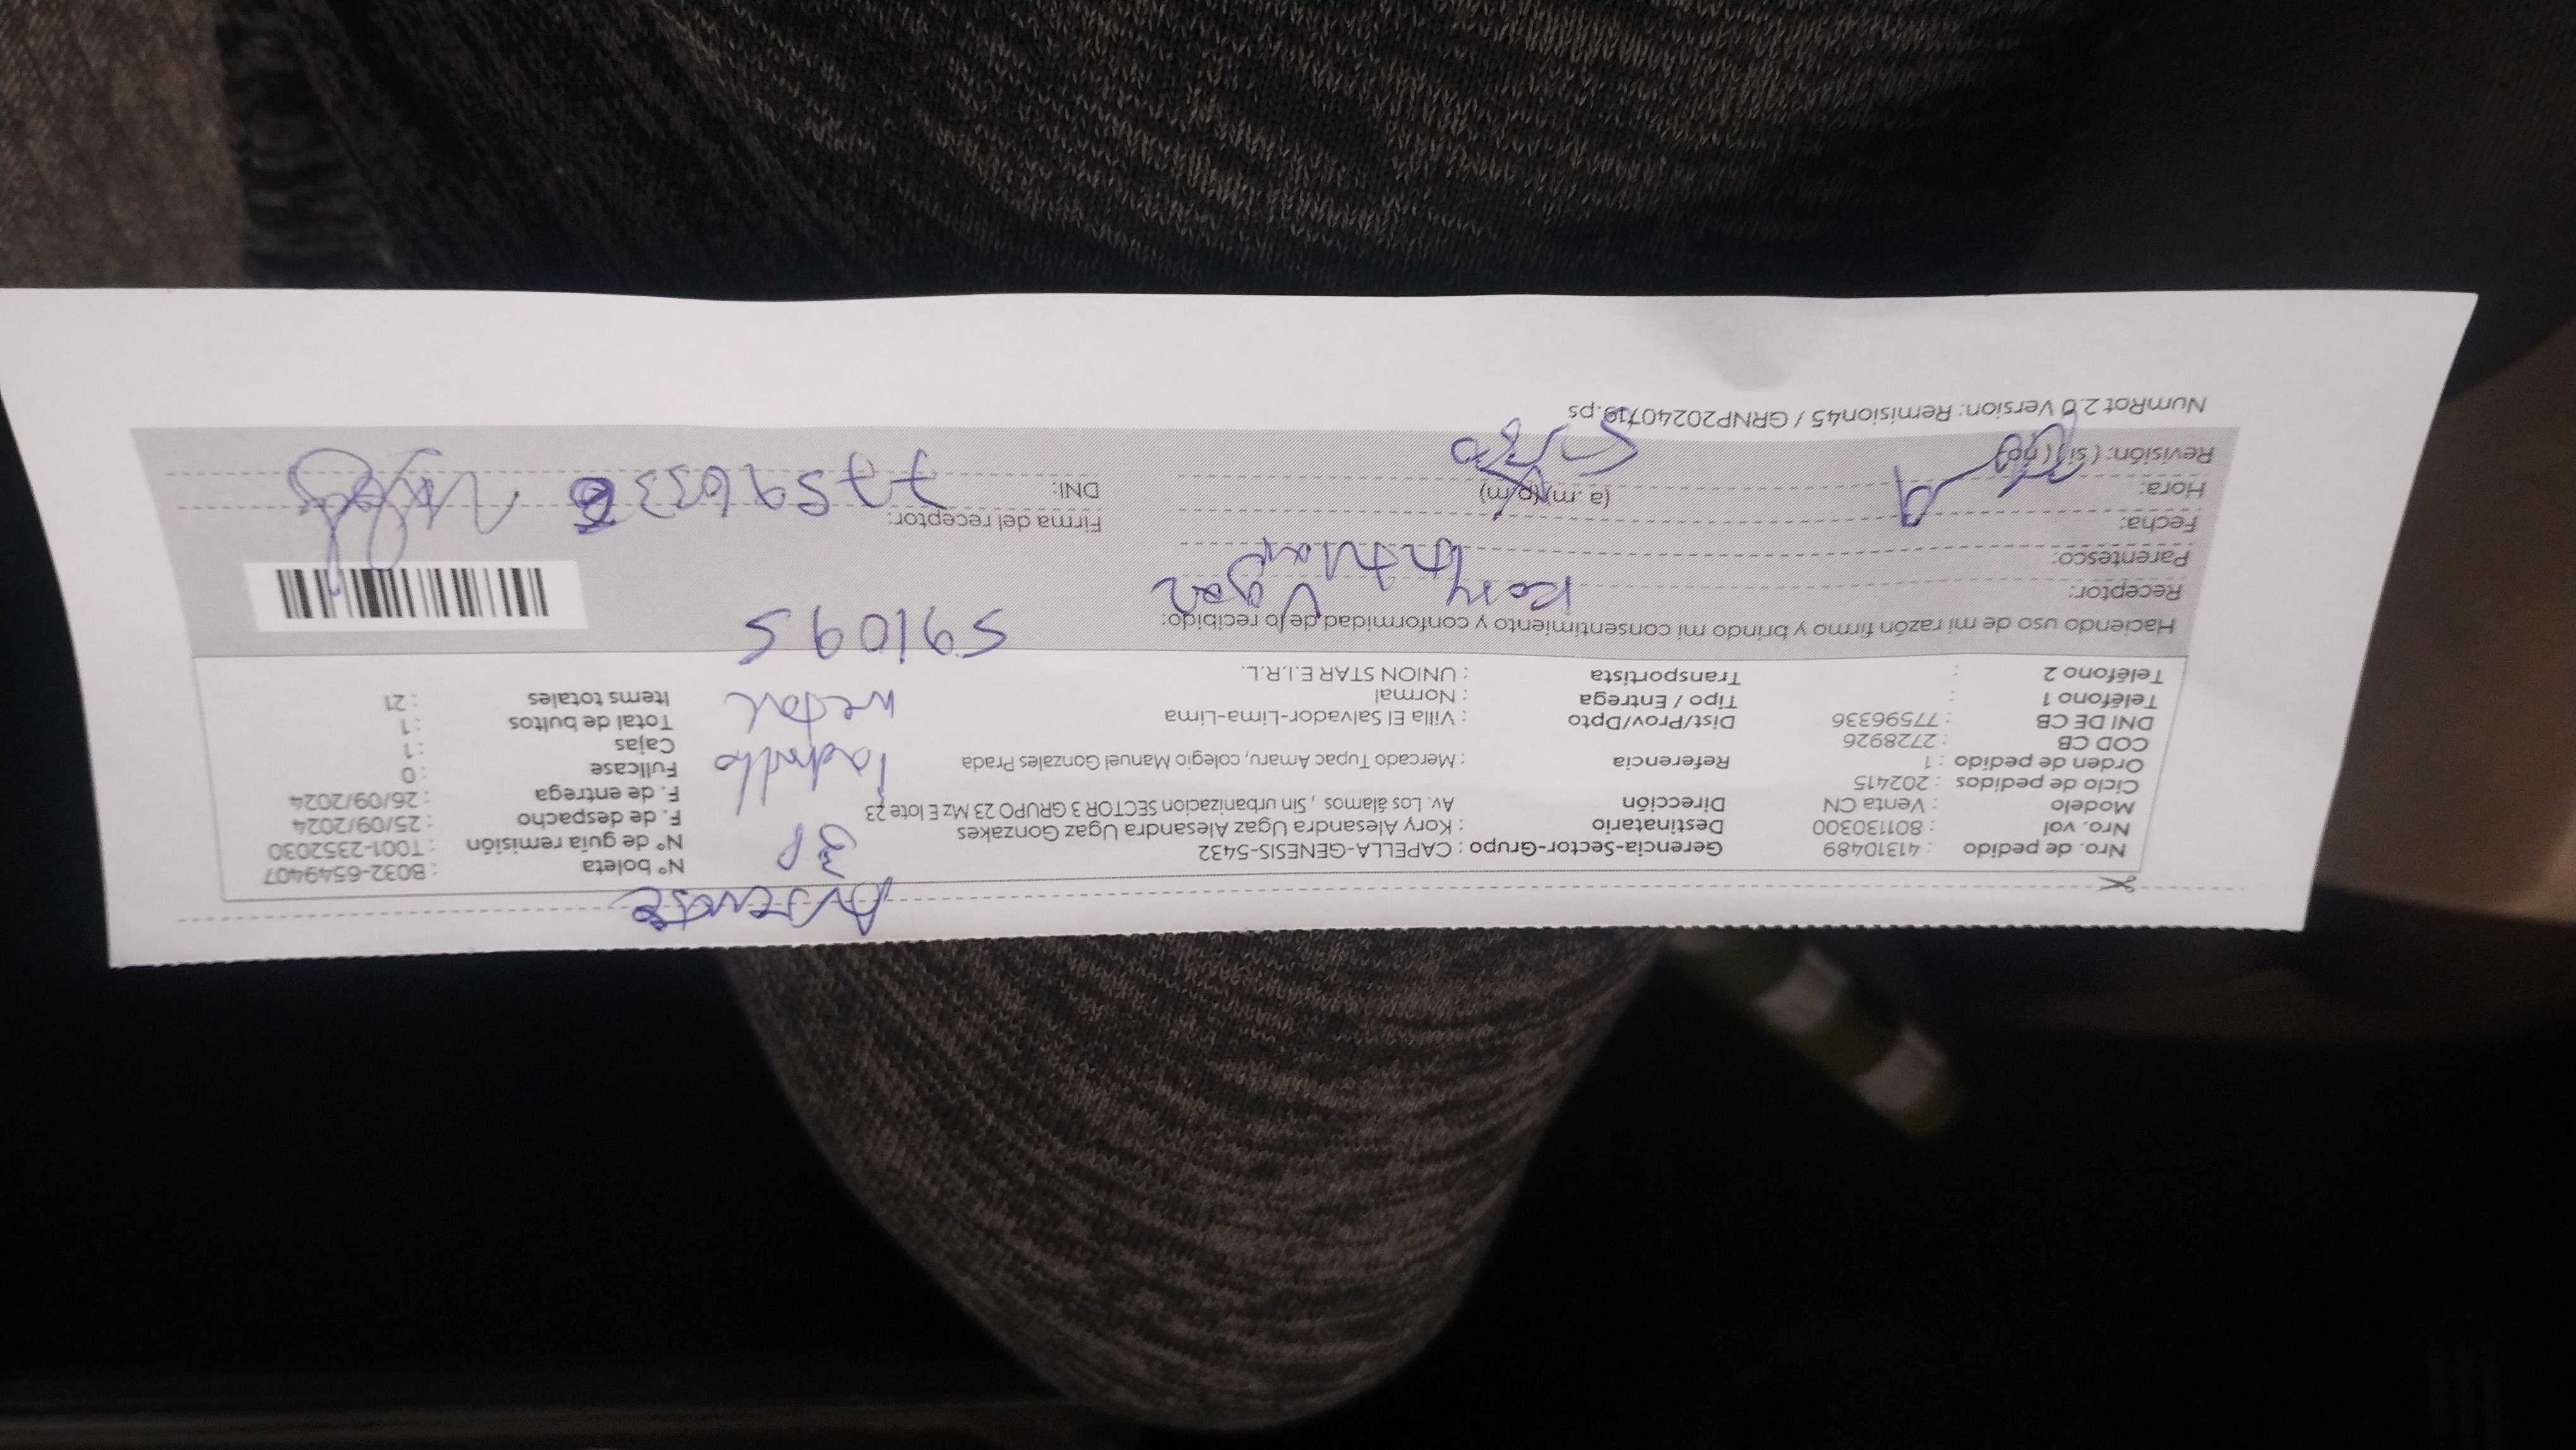 Ausente
Nro. de pedido : 41310489 Gerencia-Sector-Grupo : CAPELLA-GENESIS-5432 N° boleta : B032-6549407
Nro. vol : 801130300 Destinatario : Kory Alesandra Ugaz Alesandra Ugaz Gonzakes 3P N° de guía remisión : T001-2352030
Modelo : Venta CN Dirección Av. Los álamos , Sin urbanizacion SECTOR 3 GRUPO 23 Mz E lote 23 F. de despacho : 25/09/2024
Ciclo de pedidos : 202415 F. de entrega : 26/09/2024
Orden de pedido : 1 Referencia : Mercado Tupac Amaru, colegio Manuel Gonzales Prada ladrillo Fullcase : 0
COD CB : 2728926 Cajas : 1
DNI DE CB : 77596336 Dist/Prov/Dpto : Villa El Salvador-Lima-Lima Total de bultos : 1
Teléfono 1 : Tipo / Entrega : Normal metal Items totales : 21
Teléfono 2 : Transportista : UNION STAR E.I.R.L.
591095
Haciendo uso de mi razón firmo y brindo mi consentimiento y conformidad de lo recibido:
Receptor: Kory Ugaz
Parentesco: titular
Fecha: Firma del receptor:
Hora: (a. m)(p. m) DNI: 77596336
Revisión: ( si) ( no)
NumRot 2.0 Version: Remisión45 / GRNP20240719.ps